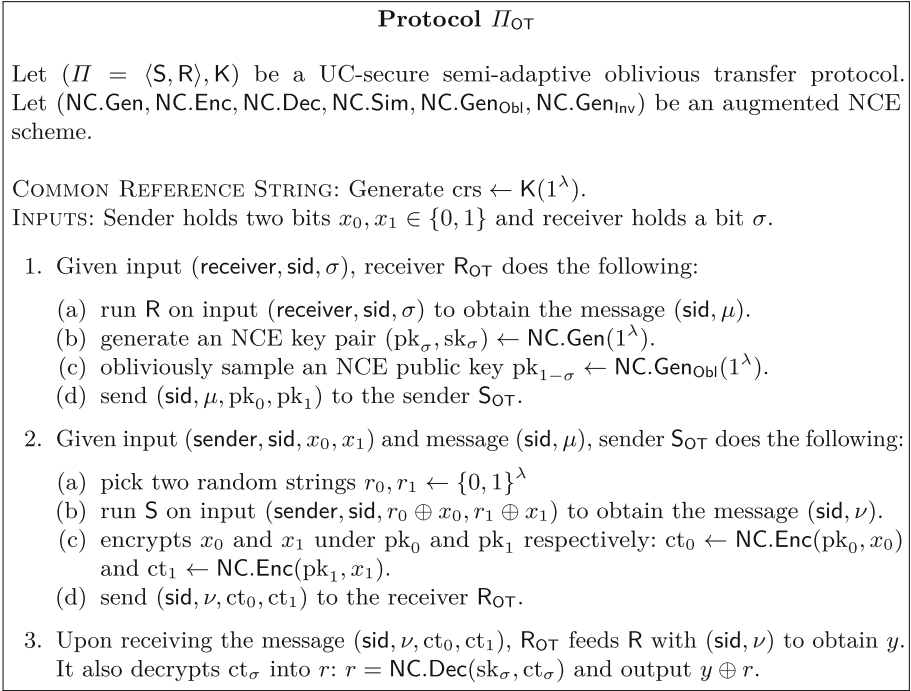 Protocol Π_OT
Let (Π = ⟨S, R⟩, K) be a UC-secure semi-adaptive oblivious transfer protocol.
Let (NC.Gen, NC.Enc, NC.Dec, NC.Sim, NC.Gen_Obl, NC.Gen_Inv) be an augmented NCE
scheme.
Common Reference String: Generate crs ← K(1^λ).
Inputs: Sender holds two bits x_0, x_1 ∈ {0, 1} and receiver holds a bit σ.
1. Given input (receiver, sid, σ), receiver R_OT does the following:
(a) run R on input (receiver, sid, σ) to obtain the message (sid, μ).
(b) generate an NCE key pair (pk_σ, sk_σ) ← NC.Gen(1^λ).
(c) obliviously sample an NCE public key pk_{1−σ} ← NC.Gen_Obl(1^λ).
(d) send (sid, μ, pk_0, pk_1) to the sender S_OT.
2. Given input (sender, sid, x_0, x_1) and message (sid, μ), sender S_OT does the following:
(a) pick two random strings r_0, r_1 ← {0, 1}^λ
(b) run S on input (sender, sid, r_0 ⊕ x_0, r_1 ⊕ x_1) to obtain the message (sid, ν).
(c) encrypts x_0 and x_1 under pk_0 and pk_1 respectively: ct_0 ← NC.Enc(pk_0, x_0)
and ct_1 ← NC.Enc(pk_1, x_1).
(d) send (sid, ν, ct_0, ct_1) to the receiver R_OT.
3. Upon receiving the message (sid, ν, ct_0, ct_1), R_OT feeds R with (sid, ν) to obtain y.
It also decrypts ct_σ into r: r = NC.Dec(sk_σ, ct_σ) and output y ⊕ r.